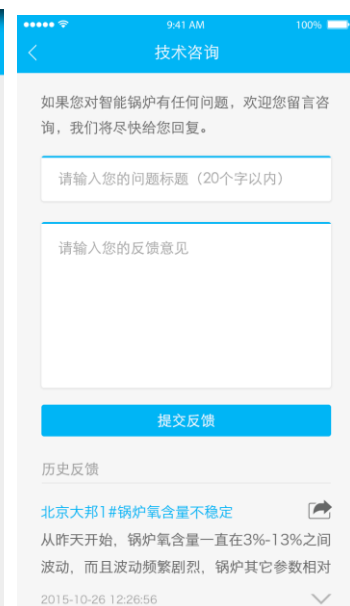 9:41 AM
100%
技术咨询
如果您对智能锅炉有任何问题，欢迎您留言咨
询，我们将尽快给您回复。
请输入您的问题标题（20个字以内）
请输入您的反馈意见
提交反馈
历史反馈
北京大邦1#锅炉氧含量不稳定
从昨天开始，锅炉氧含量一直在3%-13%之间
波动，而且波动频繁剧烈，锅炉其它参数相对
2015-10-26 12:26:56